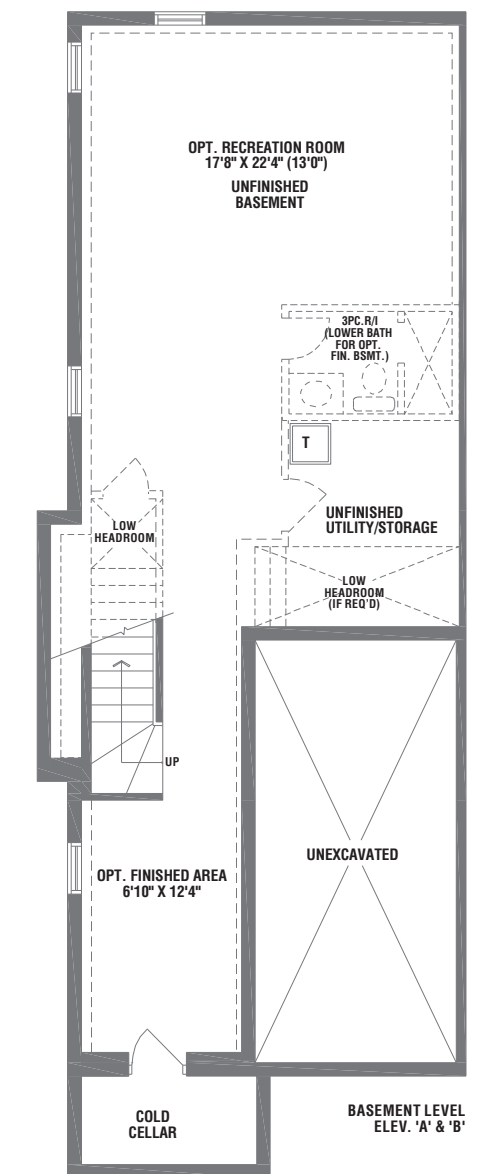 OPT. RECREATION ROOM
17'8" X 22'4" (13'0")
UNFINISHED
BASEMENT
3PC.R/I
(LOWER BATH
FOR OPT.
FIN. BSMT.)
T
UNFINISHED
UTILITY/STORAGE
LOW
HEADROOM
LOW
HEADROOM
(IF REQ'D)
UP
UNEXCAVATED
OPT. FINISHED AREA
6'10" X 12'4"
COLD
CELLAR
BASEMENT LEVEL
ELEV. 'A' & 'B'